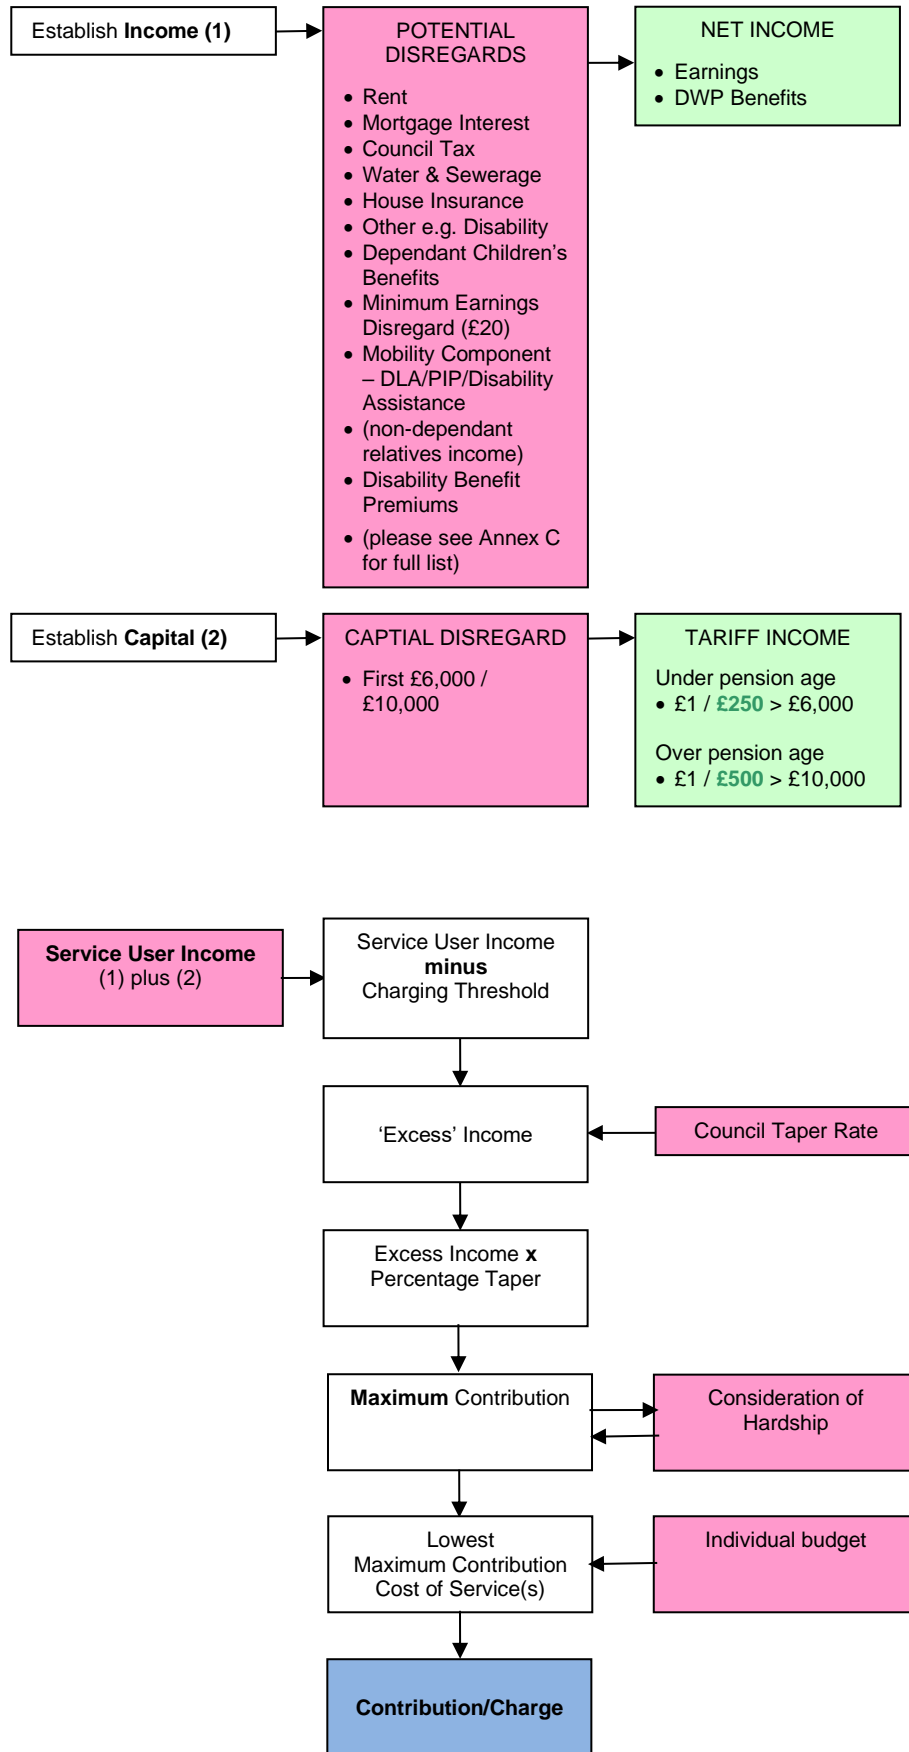 Establish Income (1)
POTENTIAL
DISREGARDS
• Rent
• Mortgage Interest
• Council Tax
• Water & Sewerage
• House Insurance
• Other e.g. Disability
• Dependant Children's
Benefits
• Minimum Earnings
Disregard (£20)
• Mobility Component
– DLA/PIP/Disability
Assistance
• (non-dependant
relatives income)
• Disability Benefit
Premiums
• (please see Annex C
for full list)
NET INCOME
• Earnings
• DWP Benefits
Establish Capital (2)
CAPTIAL DISREGARD
• First £6,000 /
£10,000
TARIFF INCOME
Under pension age
• £1 / £250 > £6,000
Over pension age
• £1 / £500 > £10,000
Service User Income
(1) plus (2)
Service User Income
minus
Charging Threshold
‘Excess’ Income
Council Taper Rate
Excess Income x
Percentage Taper
Maximum Contribution
Consideration of
Hardship
Lowest
Maximum Contribution
Cost of Service(s)
Individual budget
Contribution/Charge